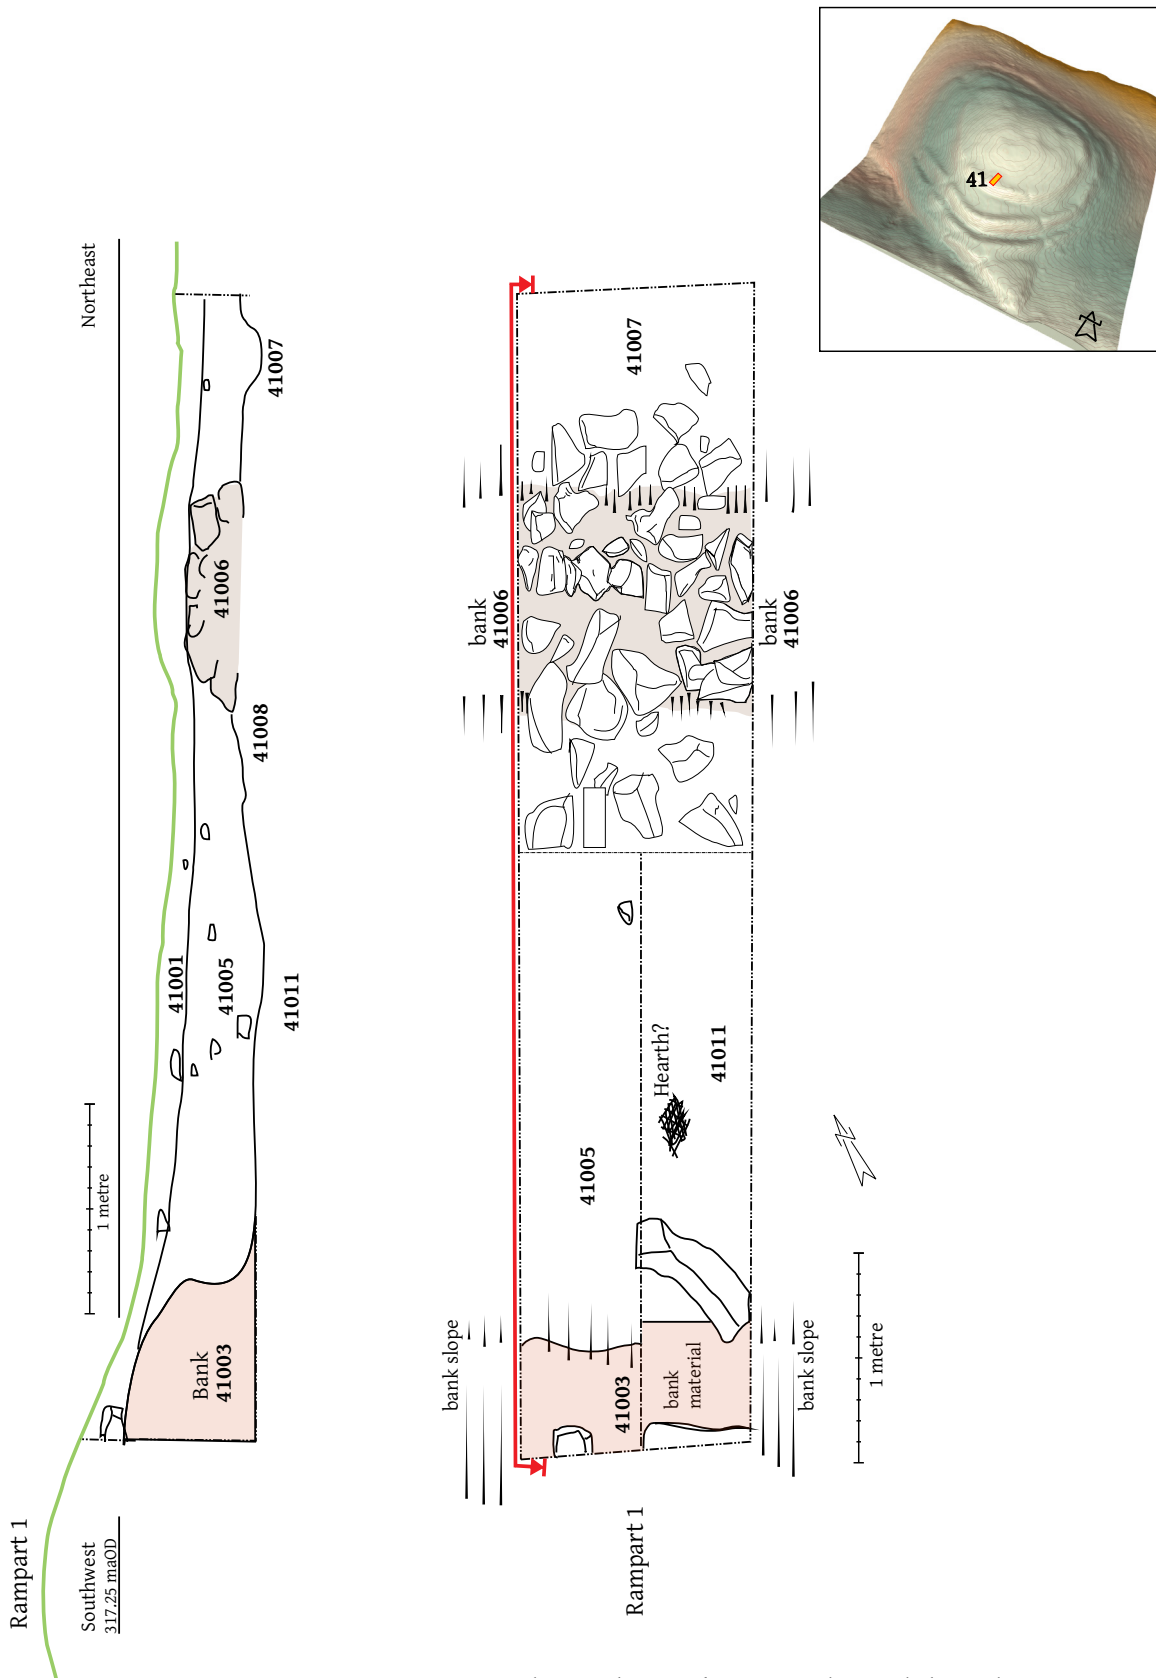 Rampart 1
Southwest
317.25 maOD
Northeast
1 metre
Bank
41003
41001
41005
41011
41008
41006
41007
41007
bank
41006
bank
41006
Hearth?
41011
41005
bank slope
41003
bank
material
bank slope
1 metre
Rampart 1
41